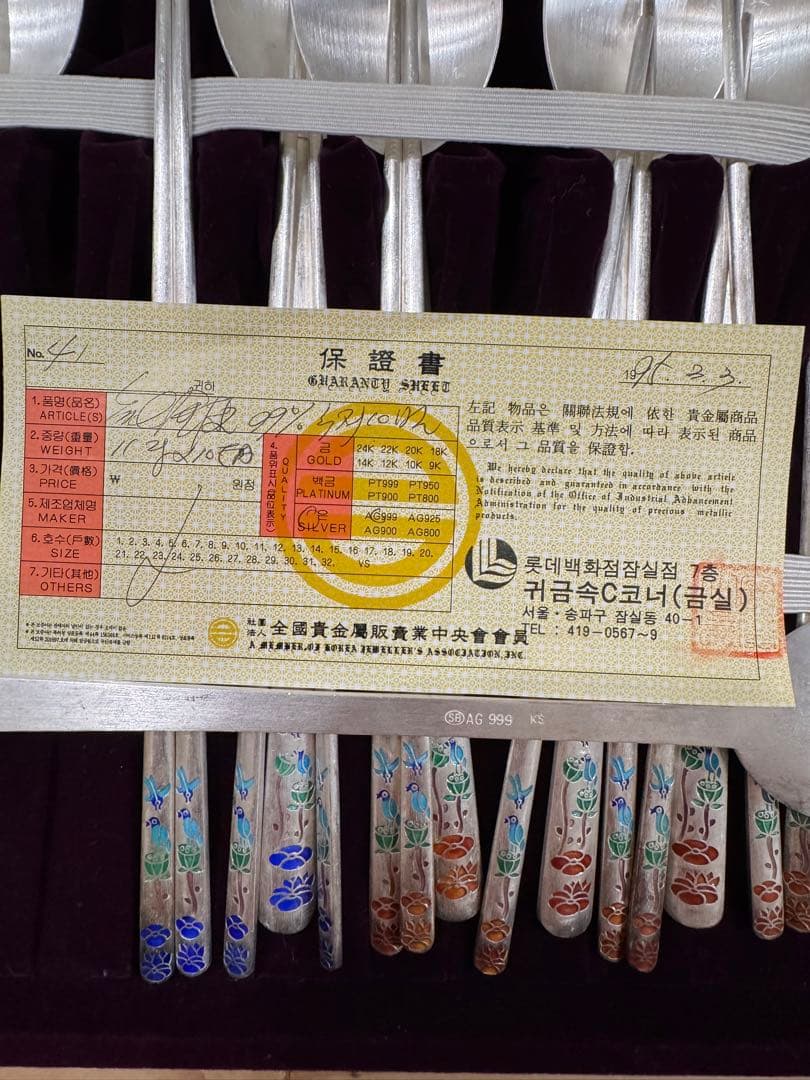 保證書
GUARANTY SHEET
No. 41
귀하
1995. 3. 3.
1. 품명(品名)
ARTICLE(S)
99%
2. 중량(重量)
WEIGHT
3. 가격(價格)
PRICE
₩ 원정
5. 제조업체명
MAKER
6. 호수(戶數)
SIZE
1. 2. 3. 4. 5. 6. 7. 8. 9. 10. 11. 12. 13. 14. 15. 16. 17. 18. 19. 20.
21. 22. 23. 24. 25. 26. 27. 28. 29. 30. 31. 32. VS
7. 기타(其他)
OTHERS
4. 품위표시(品位表示)
QUALITY
금
GOLD
24K 22K 20K 18K
14K 12K 10K 9K
백금
PLATINUM
PT999 PT950
PT900 PT800
은
SILVER
AG999 AG925
AG900 AG800
左記 物品은 關聯法規에 依한 貴金屬商品
品質表示 基準 및 方法에 따라 表示된 商品
으로서 그 品質을 保證함.
We hereby declare that the quality of above article
is described and guaranteed in accordance with the
Notification of the Office of Industrial Advancement
Administration for the quality of precious metallic
products.
롯데백화점잠실점 7층
귀금속C코너(금실)
서울·송파구 잠실동 40-1
TEL : 419-0567~9
社團法人 全國貴金屬販賣業中央會會員
A MEMBER, OF KOREA JEWELLER'S ASSOCIATION, INC.
SB AG 999 KS